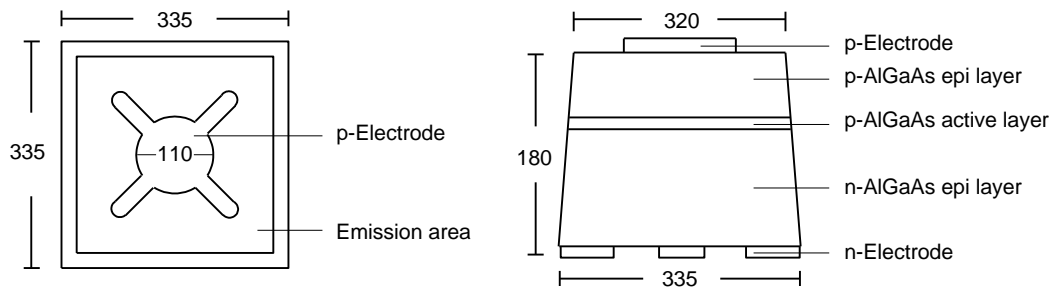 335
335
110
p-Electrode
Emission area
320
180
335
p-Electrode
p-AlGaAs epi layer
p-AlGaAs active layer
n-AlGaAs epi layer
n-Electrode